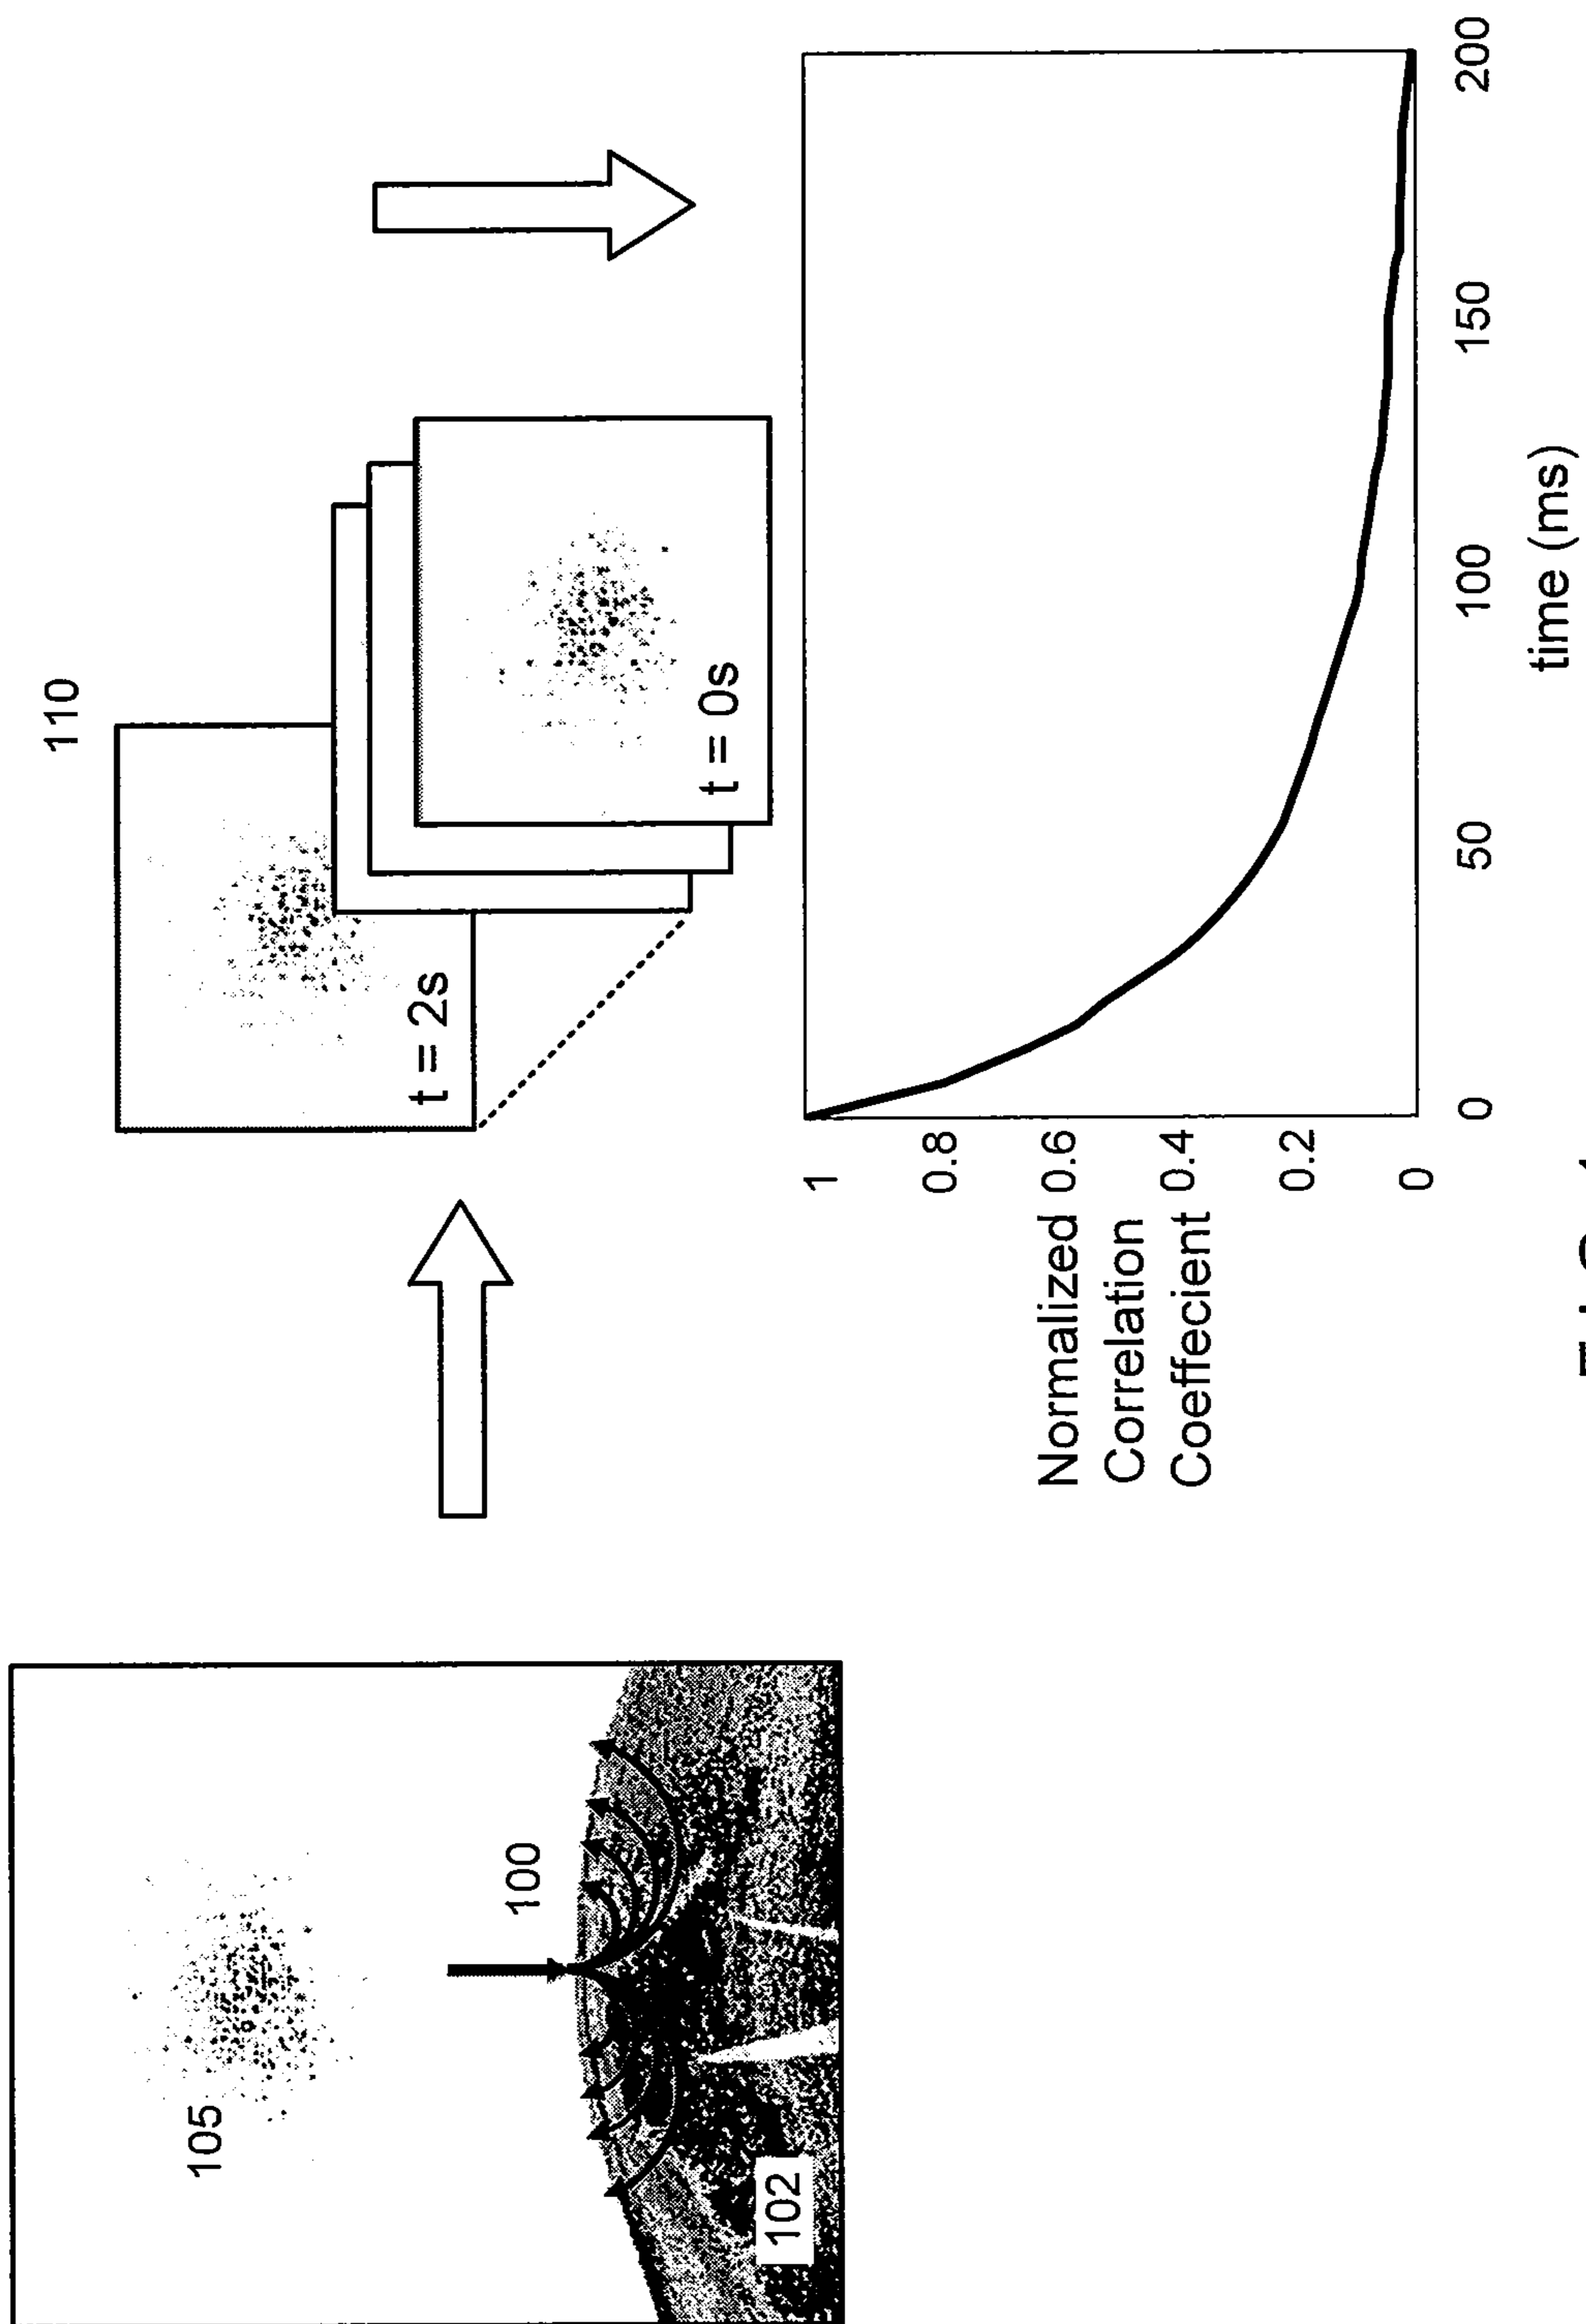 105
100
102
110
t = 2s
t = 0s
Normalized
Correlation
Coeffecient
1
0.8
0.6
0.4
0.2
0
0
50
100
150
200
time (ms)